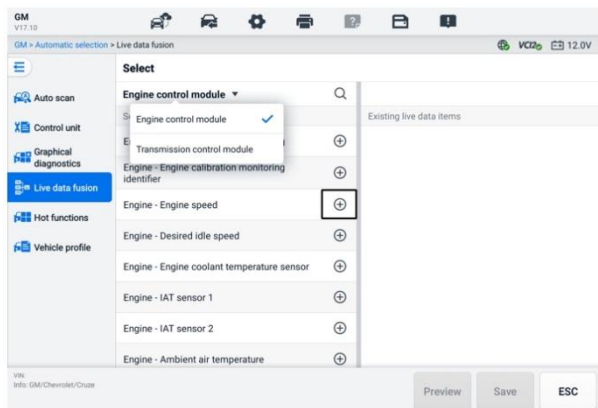 GM
V17.10
GM > Automatic selection > Live data fusion
VCI2 12.0V
Select
Auto scan
Control unit
Graphical
diagnostics
Live data fusion
Hot functions
Vehicle profile
Engine control module ▼
Engine control module
Transmission control module
Engine - Engine calibration monitoring
identifier
Engine - Engine speed
Engine - Desired idle speed
Engine - Engine coolant temperature sensor
Engine - IAT sensor 1
Engine - IAT sensor 2
Engine - Ambient air temperature
Existing live data items
VIN:
Info: GM/Chevrolet/Cruze
Preview
Save
ESC